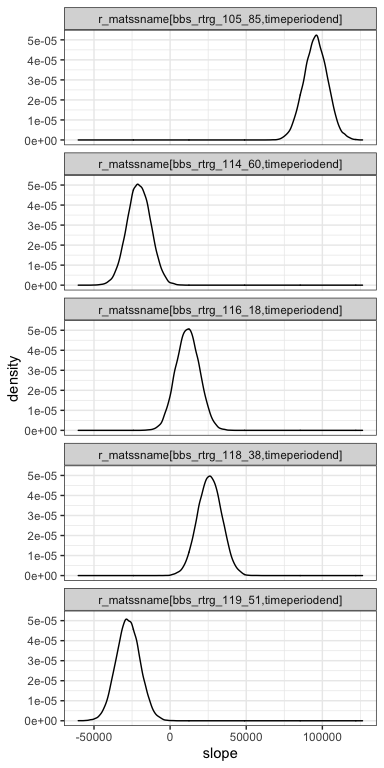 r_matssname[bbs_rtrg_105_85,timeperiodend]
5e-05
4e-05
3e-05
2e-05
1e-05
0e+00
r_matssname[bbs_rtrg_114_60,timeperiodend]
5e-05
4e-05
3e-05
2e-05
1e-05
0e+00
r_matssname[bbs_rtrg_116_18,timeperiodend]
5e-05
4e-05
3e-05
2e-05
1e-05
0e+00
density
r_matssname[bbs_rtrg_118_38,timeperiodend]
5e-05
4e-05
3e-05
2e-05
1e-05
0e+00
r_matssname[bbs_rtrg_119_51,timeperiodend]
5e-05
4e-05
3e-05
2e-05
1e-05
0e+00
-50000 0 50000 100000
slope